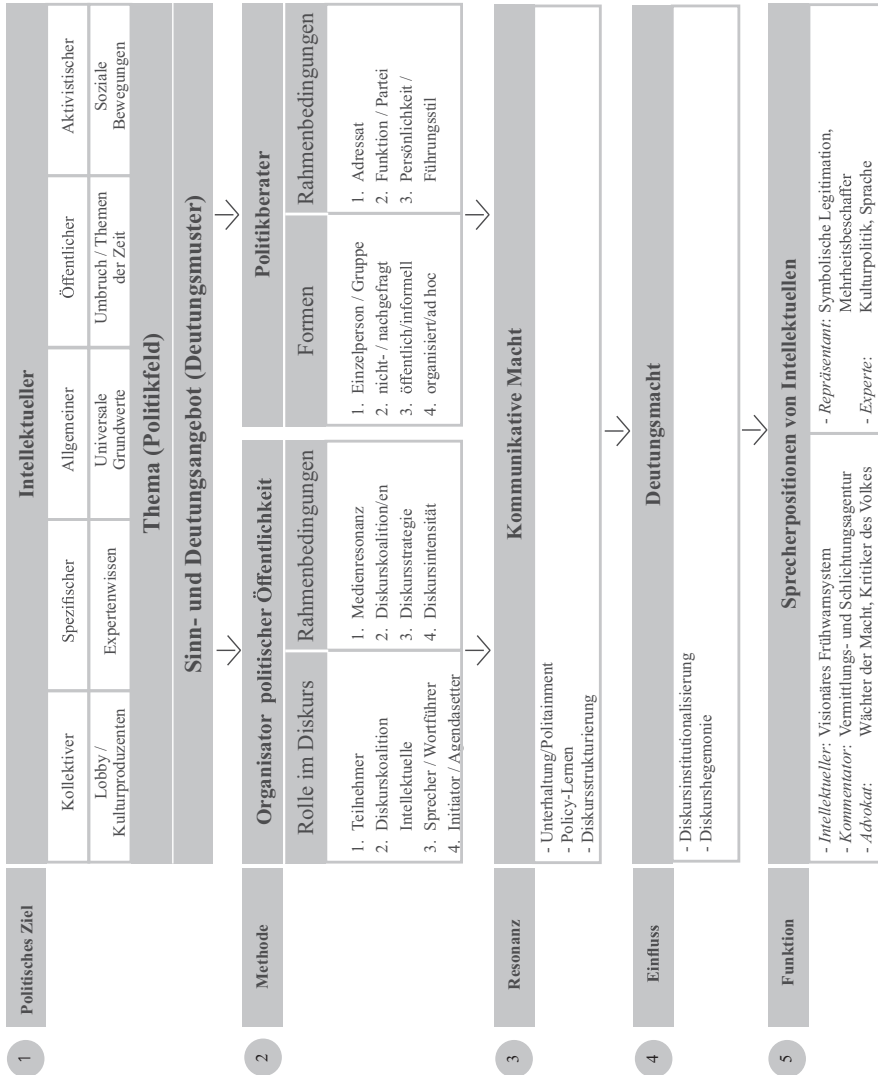 1
Politisches Ziel
Intellektueller
Kollektiver
Spezifischer
Allgemeiner
Öffentlicher
Aktivistischer
Lobby /
Kulturproduzenten
Expertenwissen
Universale
Grundwerte
Umbruch / Themen
der Zeit
Soziale
Bewegungen
Thema (Politikfeld)
Sinn- und Deutungsangebot (Deutungsmuster)
2
Methode
Organisator politischer Öffentlichkeit
Rolle im Diskurs
1. Teilnehmer
2. Diskurskoalition
Intellektuelle
3. Sprecher / Wortführer
4. Initiator / Agendasetter
Rahmenbedingungen
1. Medienresonanz
2. Diskurskoalition/en
3. Diskursstrategie
4. Diskursintensität
Politikberater
Formen
1. Einzelperson / Gruppe
2. nicht- / nachgefragt
3. öffentlich/informell
4. organisiert/ad hoc
Rahmenbedingungen
1. Adressat
2. Funktion / Partei
3. Persönlichkeit /
Führungsstil
3
Resonanz
Kommunikative Macht
- Unterhaltung/Politainment
- Policy-Lernen
- Diskursstrukturierung
4
Einfluss
Deutungsmacht
- Diskursinstitutionalisierung
- Diskurshegemonie
5
Funktion
Sprecherpositionen von Intellektuellen
- Intellektueller: Visionäres Frühwarnsystem
- Kommentator: Vermittlungs- und Schlichtungsagentur
- Advokat: Wächter der Macht, Kritiker des Volkes
- Repräsentant: Symbolische Legitimation,
Mehrheitsbeschaffer
- Experte: Kulturpolitik, Sprache